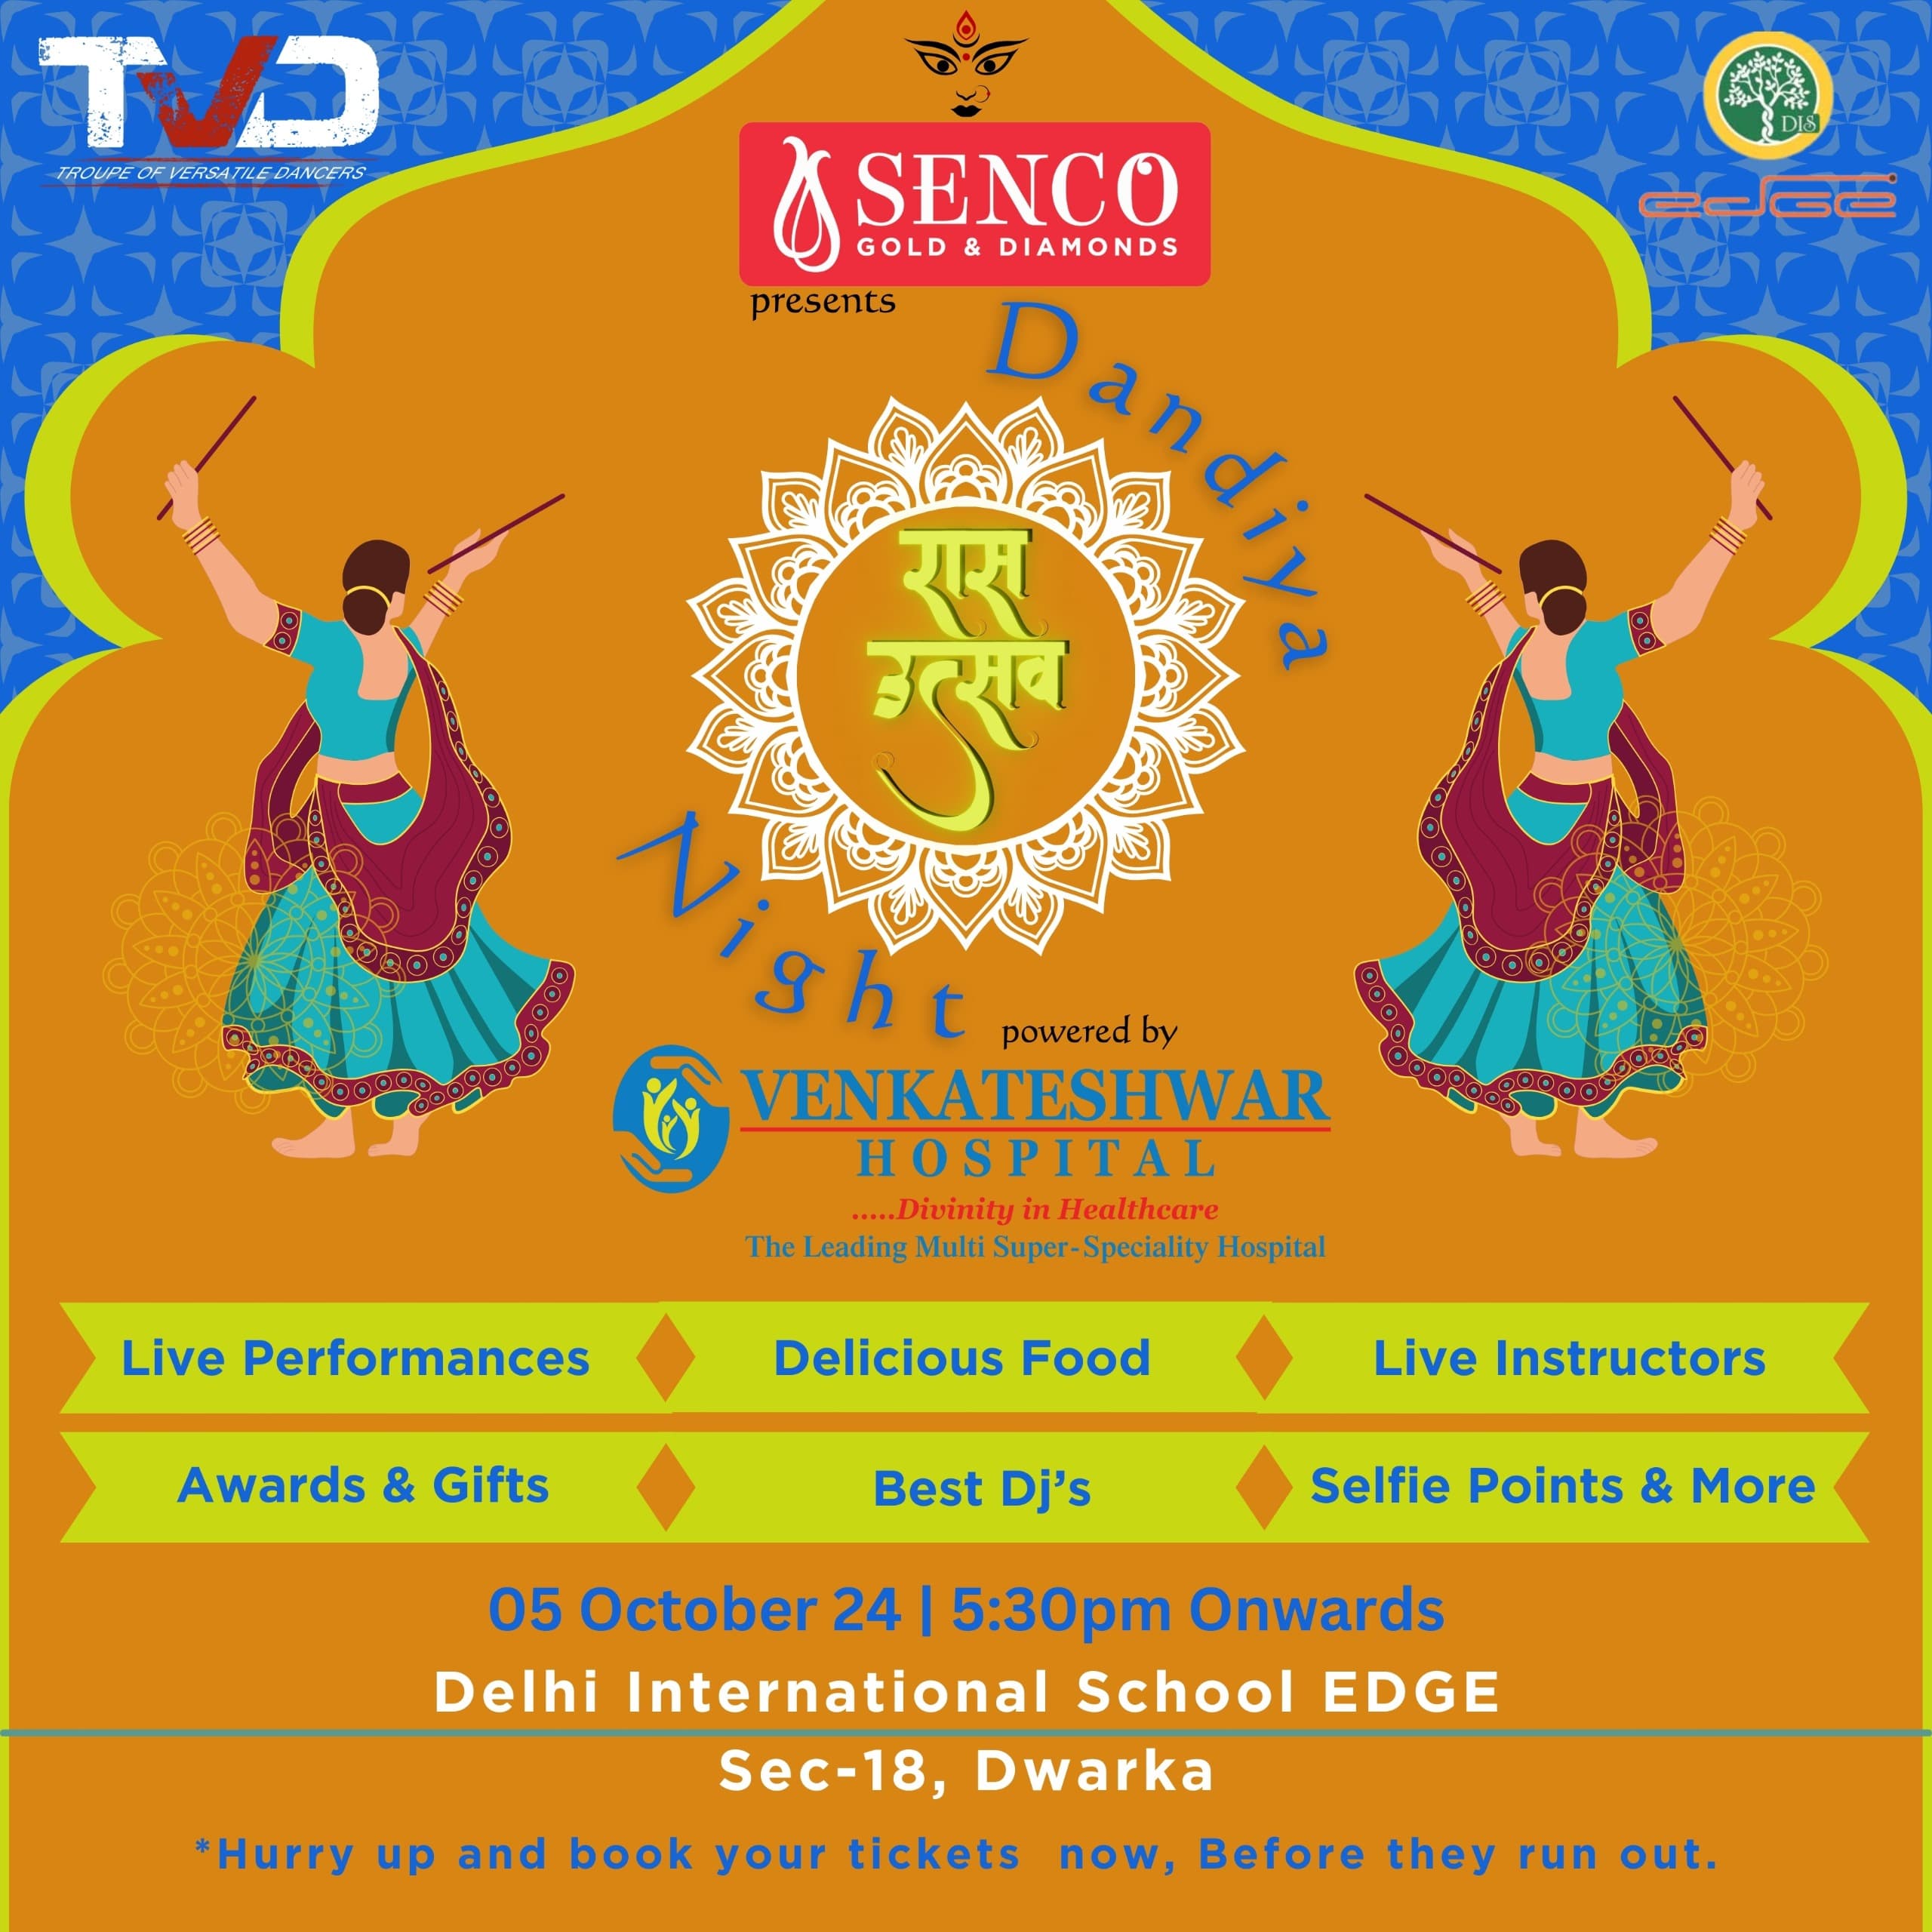 TVD
TROUPE OF VERSATILE DANCERS
DIS
edge
SENCO
GOLD & DIAMONDS
presents
Dandiya
रास
उत्सव
Night
powered by
VENKATESHWAR
HOSPITAL
.....Divinity in Healthcare
The Leading Multi Super-Speciality Hospital
Live Performances
Delicious Food
Live Instructors
Awards & Gifts
Best Dj's
Selfie Points & More
05 October 24 | 5:30pm Onwards
Delhi International School EDGE
Sec-18, Dwarka
*Hurry up and book your tickets now, Before they run out.